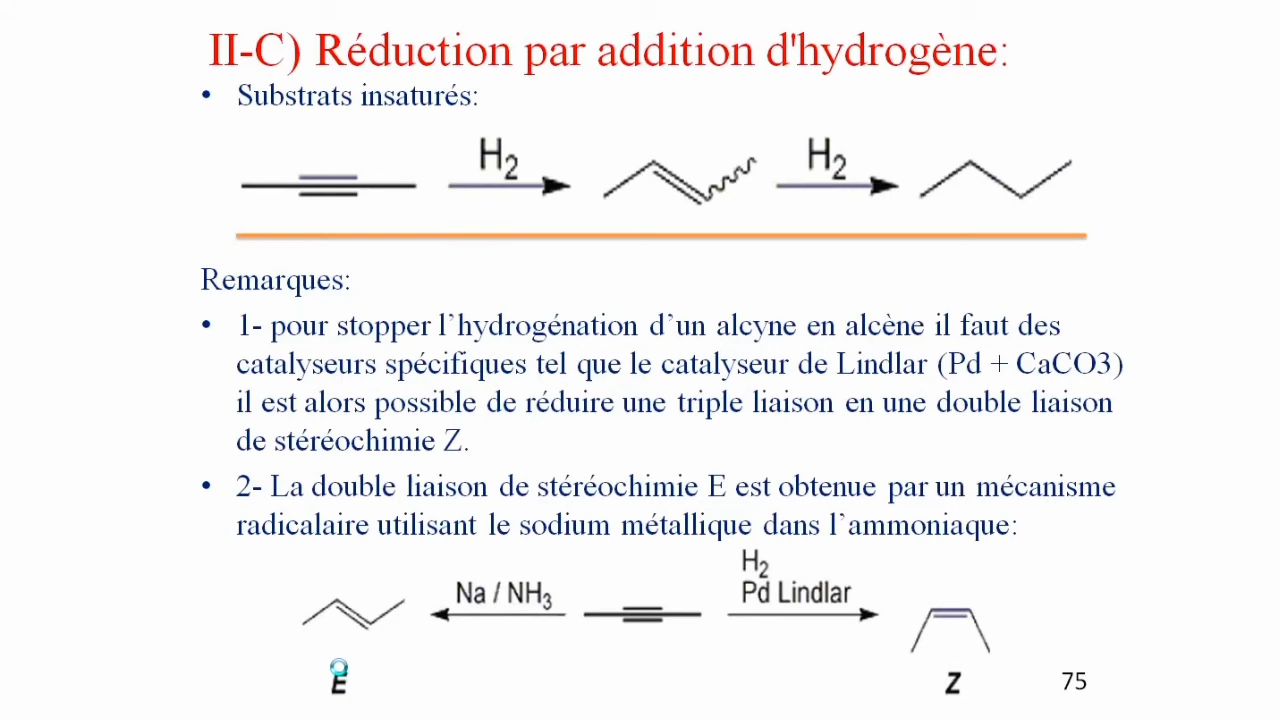 II-C) Réduction par addition d'hydrogène:
• Substrats insaturés:
H2
H2
Remarques:
• 1- pour stopper l’hydrogénation d’un alcyne en alcène il faut des
catalyseurs spécifiques tel que le catalyseur de Lindlar (Pd + CaCO3)
il est alors possible de réduire une triple liaison en une double liaison
de stéréochimie Z.
• 2- La double liaison de stéréochimie E est obtenue par un mécanisme
radicalaire utilisant le sodium métallique dans l’ammoniaque:
Na / NH3
H2
Pd Lindlar
E
Z
75